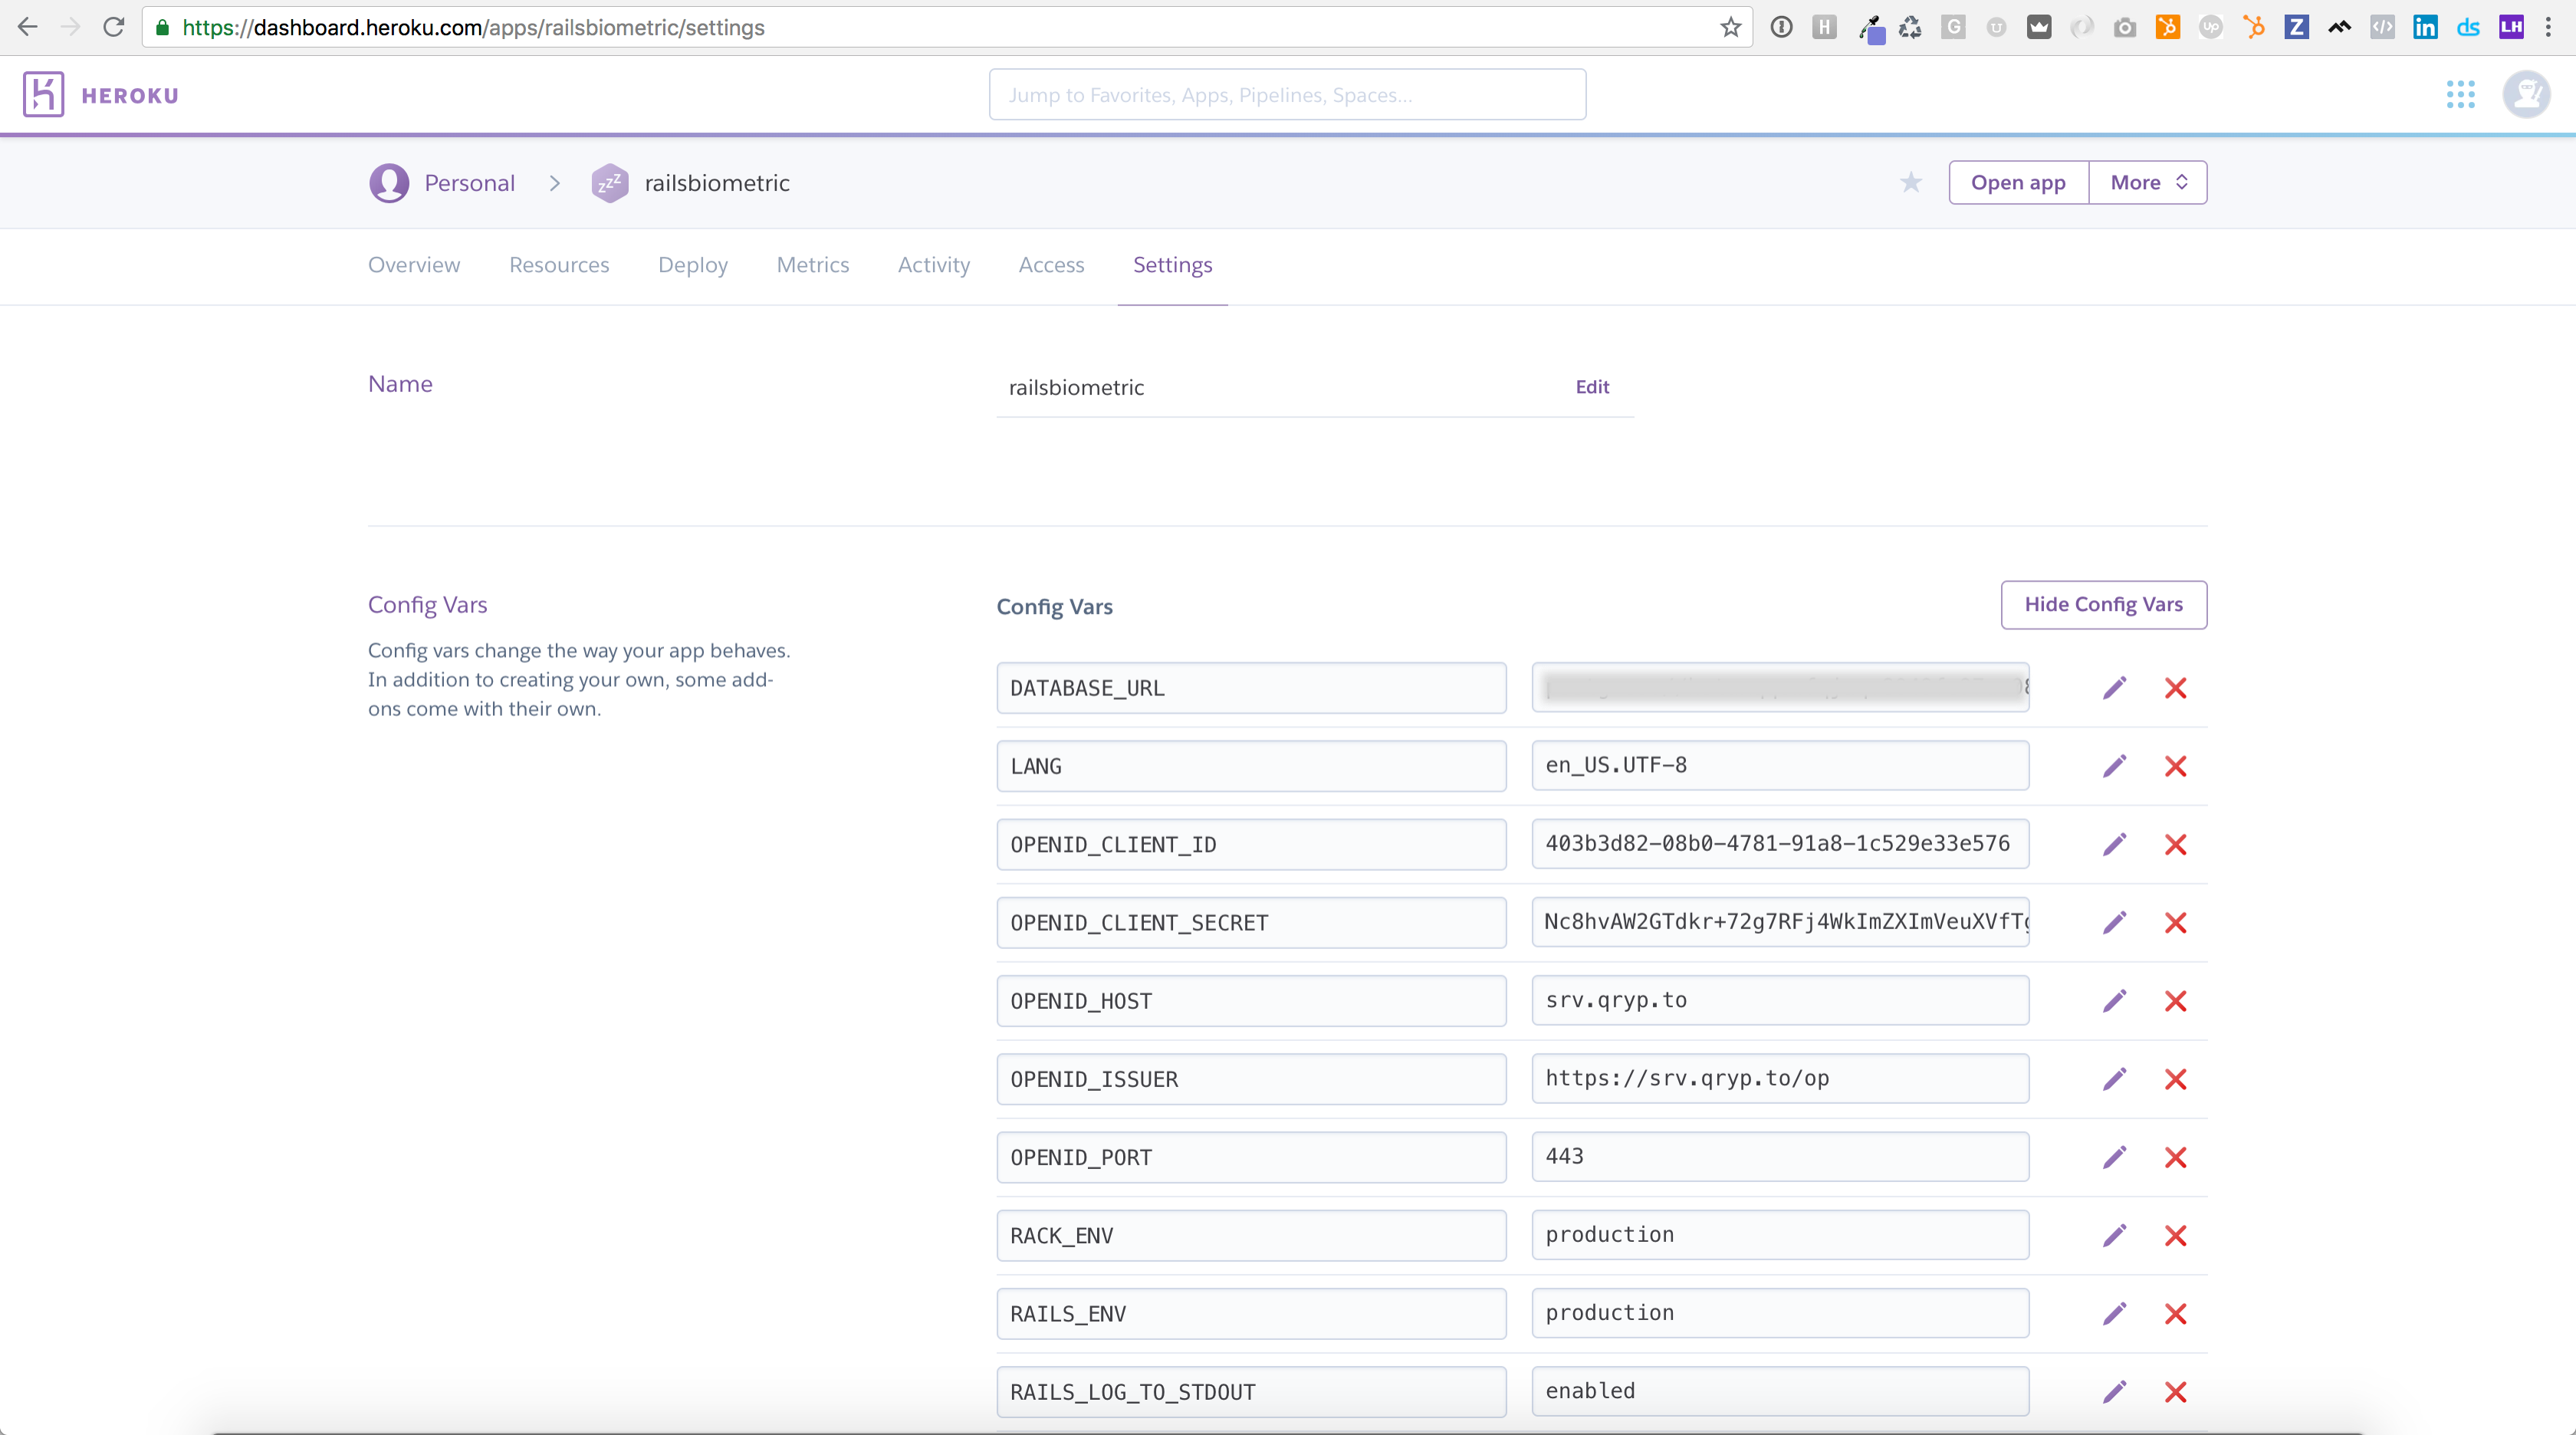 https://dashboard.heroku.com/apps/railsbiometric/settings
HEROKU
Jump to Favorites, Apps, Pipelines, Spaces...
Personal
railsbiometric
Open app
More
Overview
Resources
Deploy
Metrics
Activity
Access
Settings
Name
railsbiometric
Edit
Config Vars
Config vars change the way your app behaves.
In addition to creating your own, some add-
ons come with their own.
Config Vars
Hide Config Vars
DATABASE_URL
LANG
en_US.UTF-8
OPENID_CLIENT_ID
403b3d82-08b0-4781-91a8-1c529e33e576
OPENID_CLIENT_SECRET
Nc8hvAW2GTdkr+72g7RFj4WkImZXImVeuXVfT
OPENID_HOST
srv.qryp.to
OPENID_ISSUER
https://srv.qryp.to/op
OPENID_PORT
443
RACK_ENV
production
RAILS_ENV
production
RAILS_LOG_TO_STDOUT
enabled